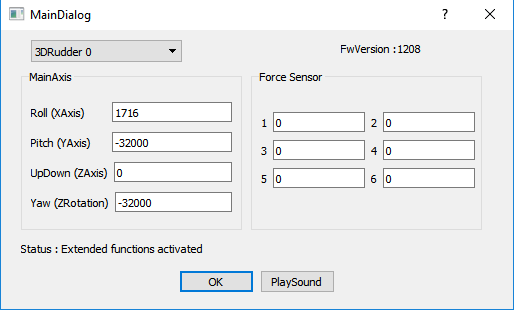 MainDialog
3DRudder 0
FwVersion :1208
MainAxis
Roll (XAxis) 1716
Pitch (YAxis) -32000
UpDown (ZAxis) 0
Yaw (ZRotation) -32000
Force Sensor
1 0 2 0
3 0 4 0
5 0 6 0
Status : Extended functions activated
OK PlaySound